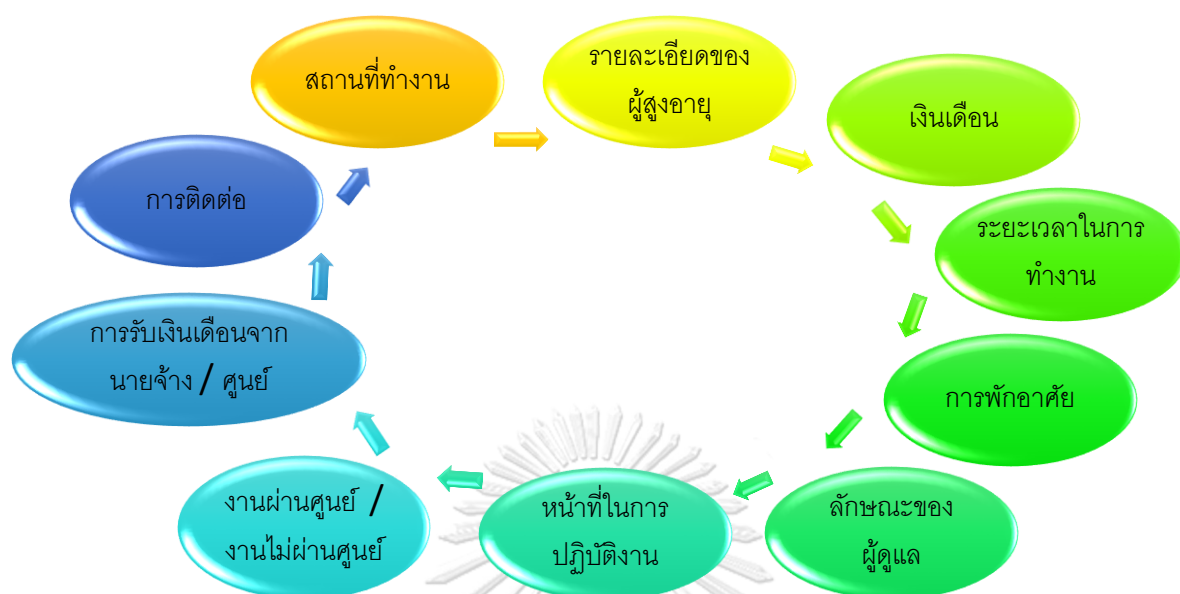 สถานที่ทำงาน
รายละเอียดของ
ผู้สูงอายุ
เงินเดือน
ระยะเวลาในการ
ทำงาน
การพักอาศัย
ลักษณะของ
ผู้ดูแล
หน้าที่ในการ
ปฏิบัติงาน
งานผ่านศูนย์ /
งานไม่ผ่านศูนย์
การรับเงินเดือนจาก
นายจ้าง / ศูนย์
การติดต่อ